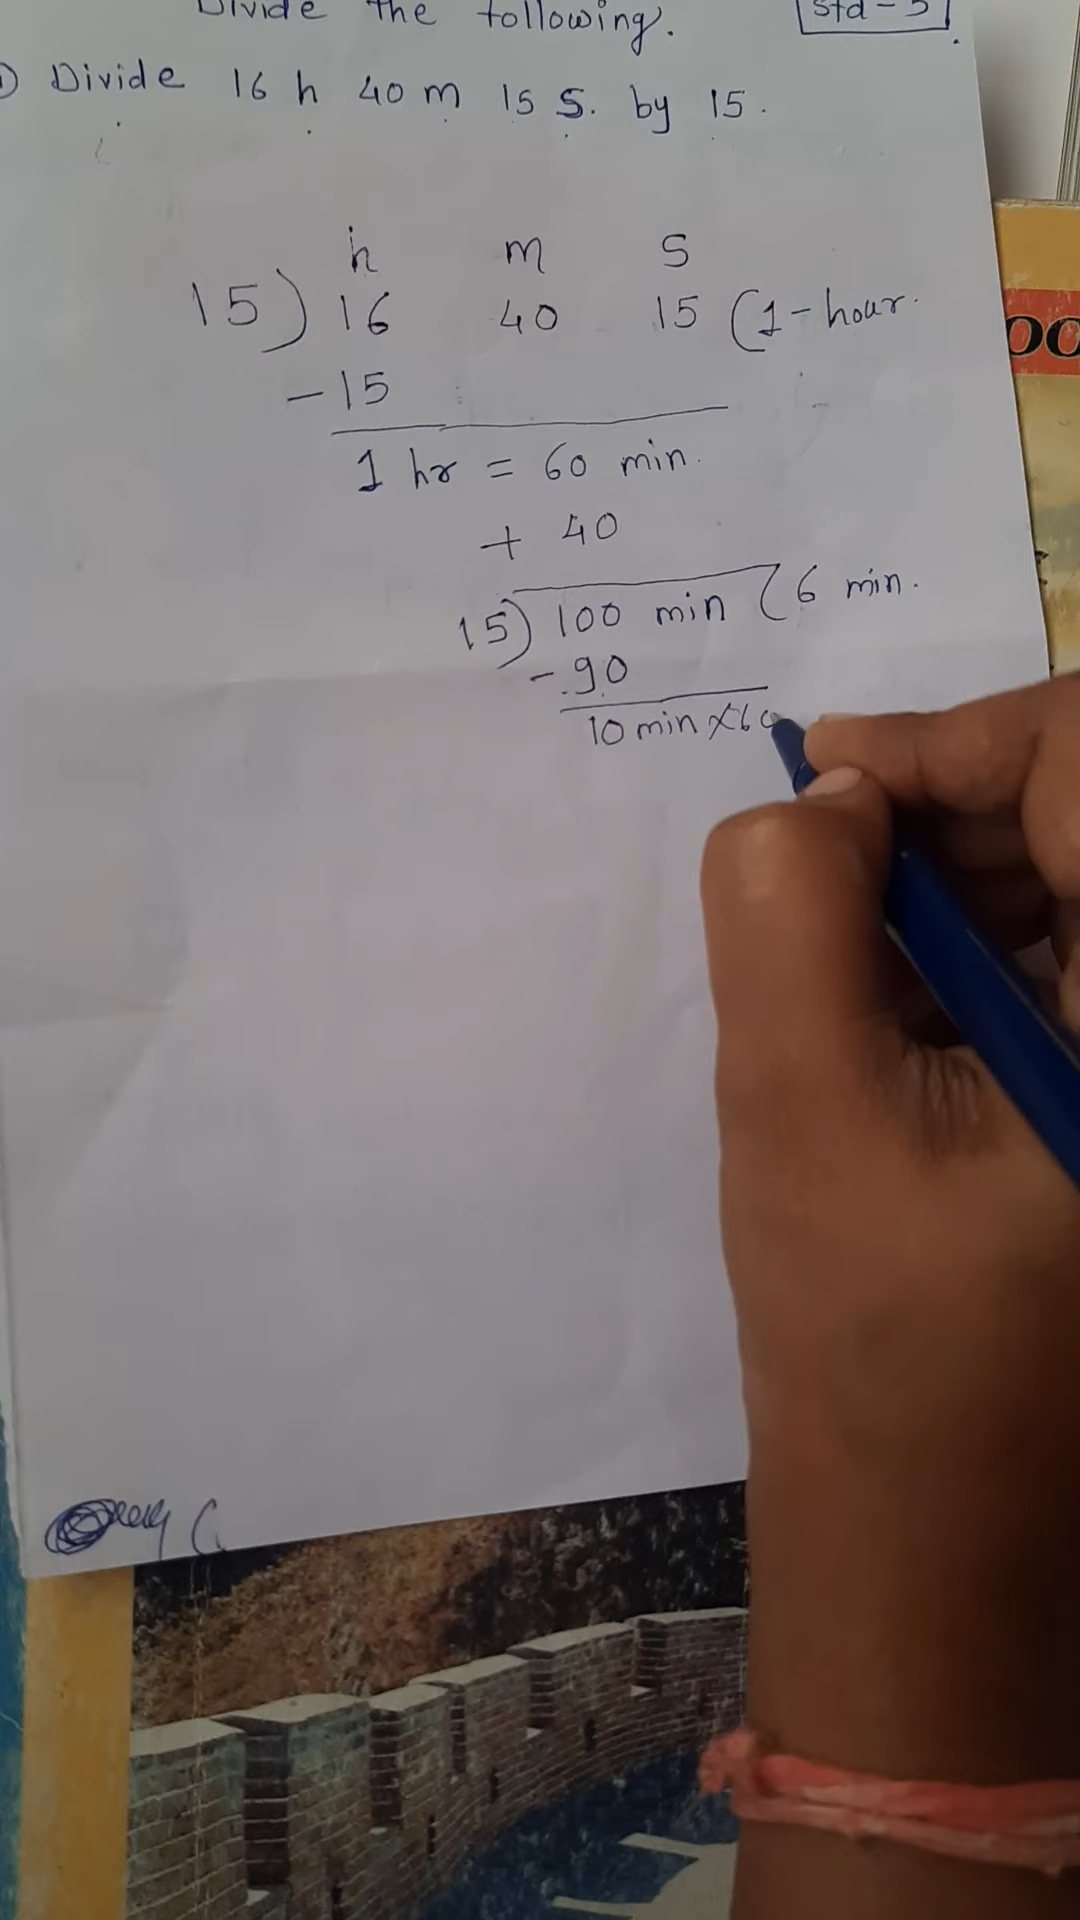 Divide the following.
Std - 5
Divide 16 h 40 m 15 s. by 15.
h m s
15) 16 40 15 (1 - hour.
- 15
1 hr = 60 min.
+ 40
15) 100 min (6 min.
- 90
10 min × 60